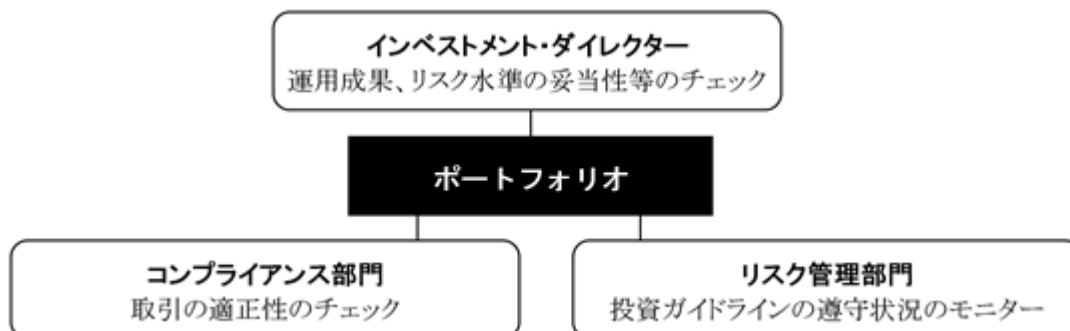 インベストメント・ダイレクター
運用成果、リスク水準の妥当性等のチェック
ポートフォリオ
コンプライアンス部門
取引の適正性のチェック
リスク管理部門
投資ガイドラインの遵守状況のモニター